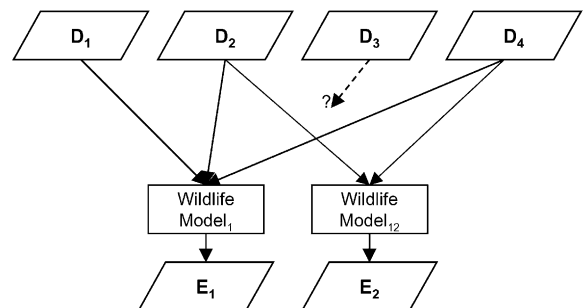 D₁ D₂ D₃ D₄
?
Wildlife Wildlife
Model₁ Model₁₂
E₁ E₂